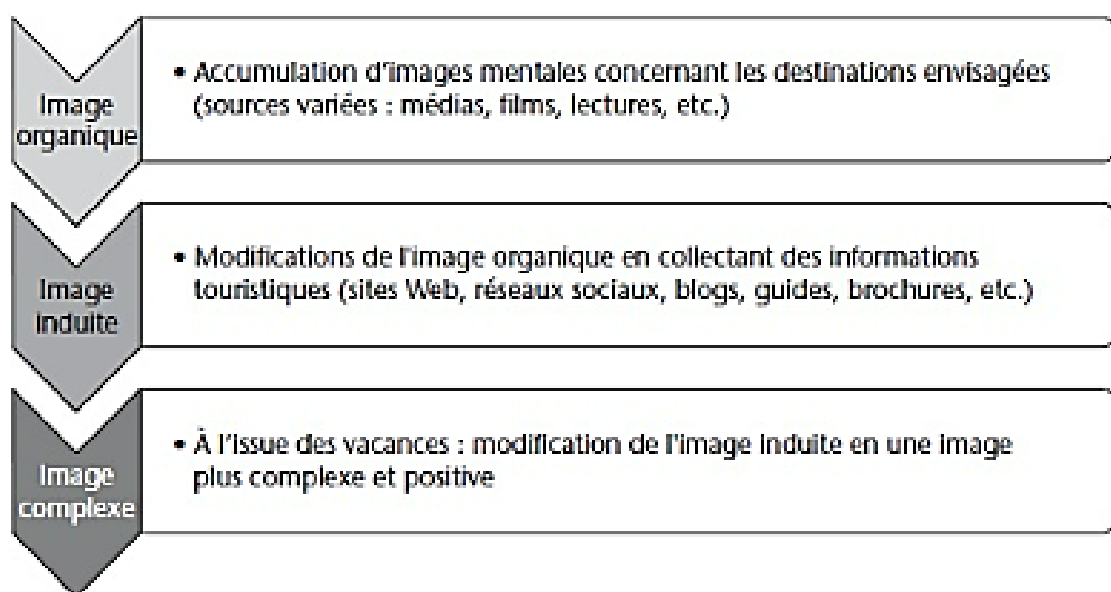 Image
organique
• Accumulation d'images mentales concernant les destinations envisagées
(sources variées : médias, films, lectures, etc.)
Image
induite
• Modifications de l'image organique en collectant des informations
touristiques (sites Web, réseaux sociaux, blogs, guides, brochures, etc.)
Image
complexe
• À l'issue des vacances : modification de l'image induite en une image
plus complexe et positive